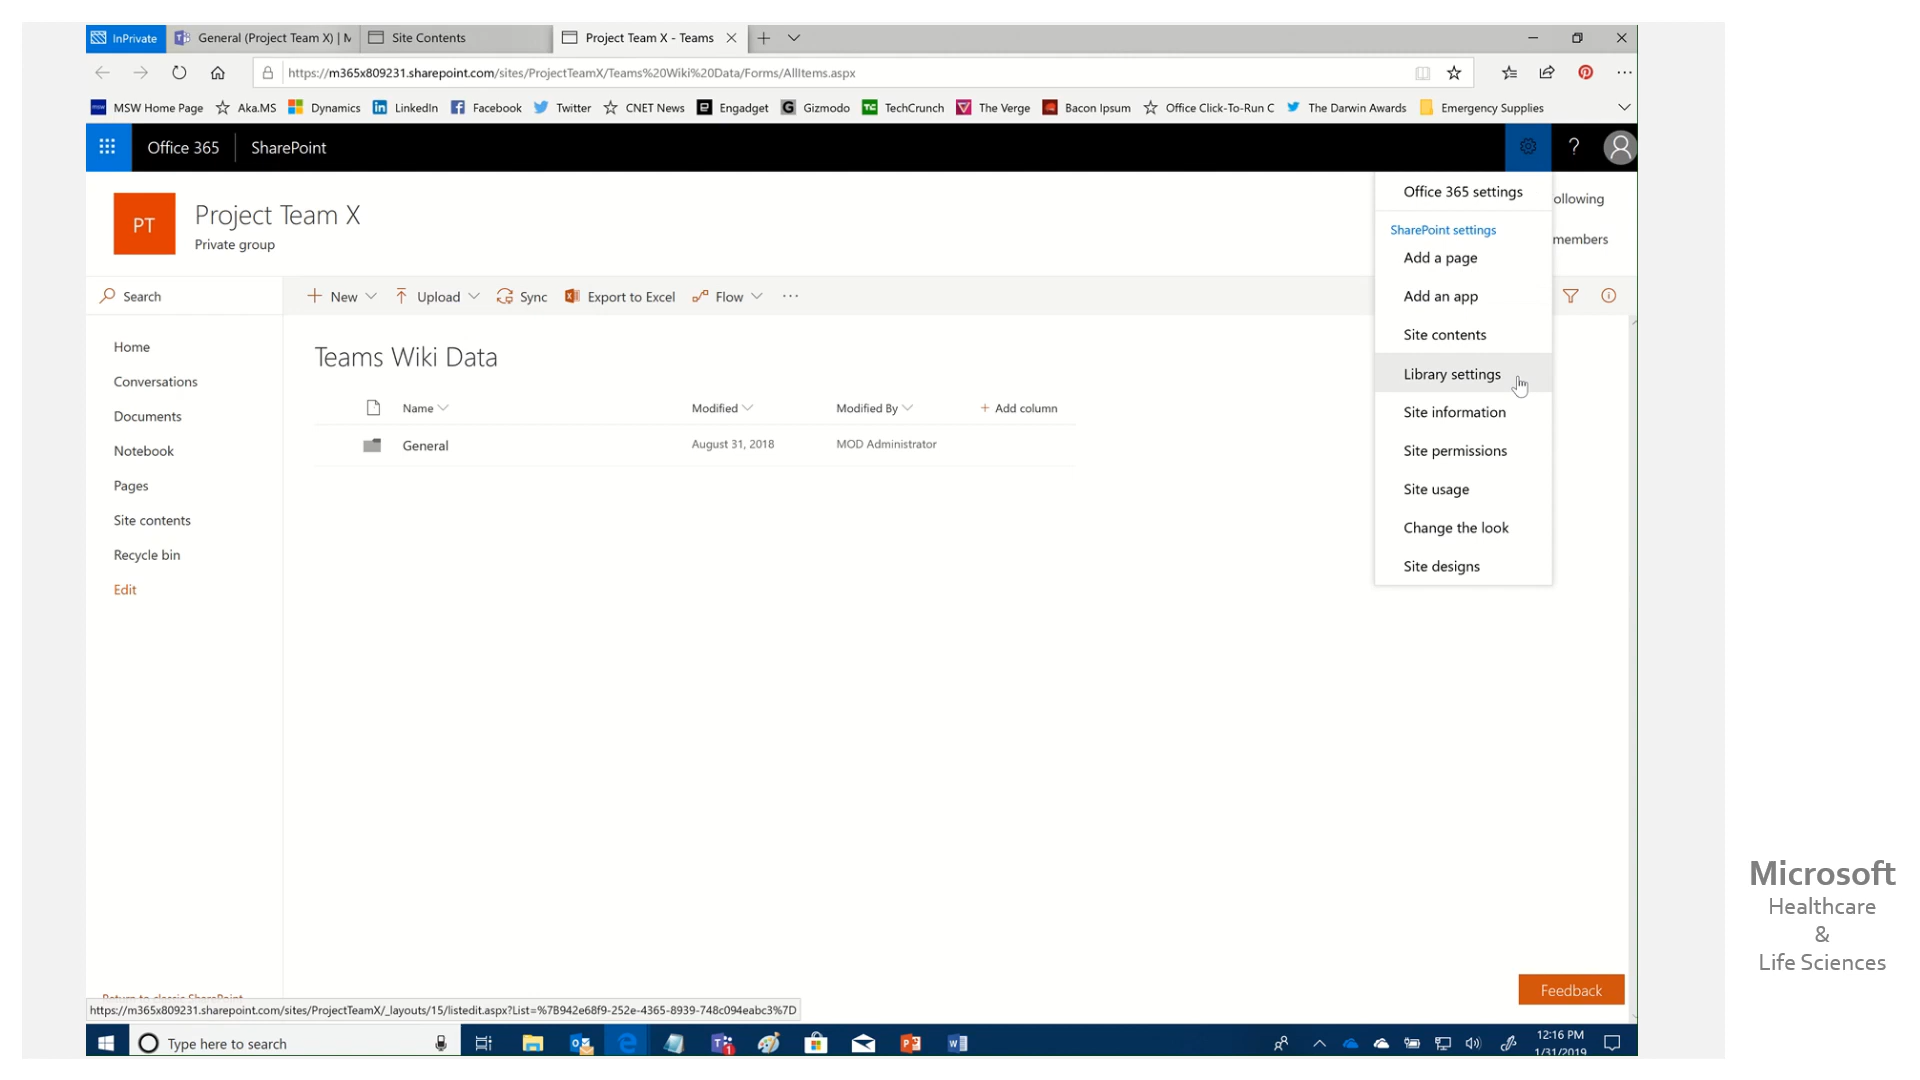 InPrivate
General (Project Team X) | M
Site Contents
Project Team X - Teams
https://m365x809231.sharepoint.com/sites/ProjectTeamX/Teams%20Wiki%20Data/Forms/AllItems.aspx
MSW Home Page
Aka.MS
Dynamics
LinkedIn
Facebook
Twitter
CNET News
Engadget
Gizmodo
TechCrunch
The Verge
Bacon Ipsum
Office Click-To-Run C
The Darwin Awards
Emergency Supplies
Office 365
SharePoint
?
PT
Project Team X
Private group
Office 365 settings
SharePoint settings
Add a page
Add an app
Site contents
Library settings
Site information
Site permissions
Site usage
Change the look
Site designs
ollowing
members
Search
New
Upload
Sync
Export to Excel
Flow
Home
Conversations
Documents
Notebook
Pages
Site contents
Recycle bin
Edit
Teams Wiki Data
Name
Modified
Modified By
+ Add column
General
August 31, 2018
MOD Administrator
Return to classic SharePoint
https://m365x809231.sharepoint.com/sites/ProjectTeamX/_layouts/15/listedit.aspx?List=%7B942e68f9-252e-4365-8939-748c094eabc3%7D
Feedback
Type here to search
12:16 PM
1/31/2019
Microsoft
Healthcare
&
Life Sciences